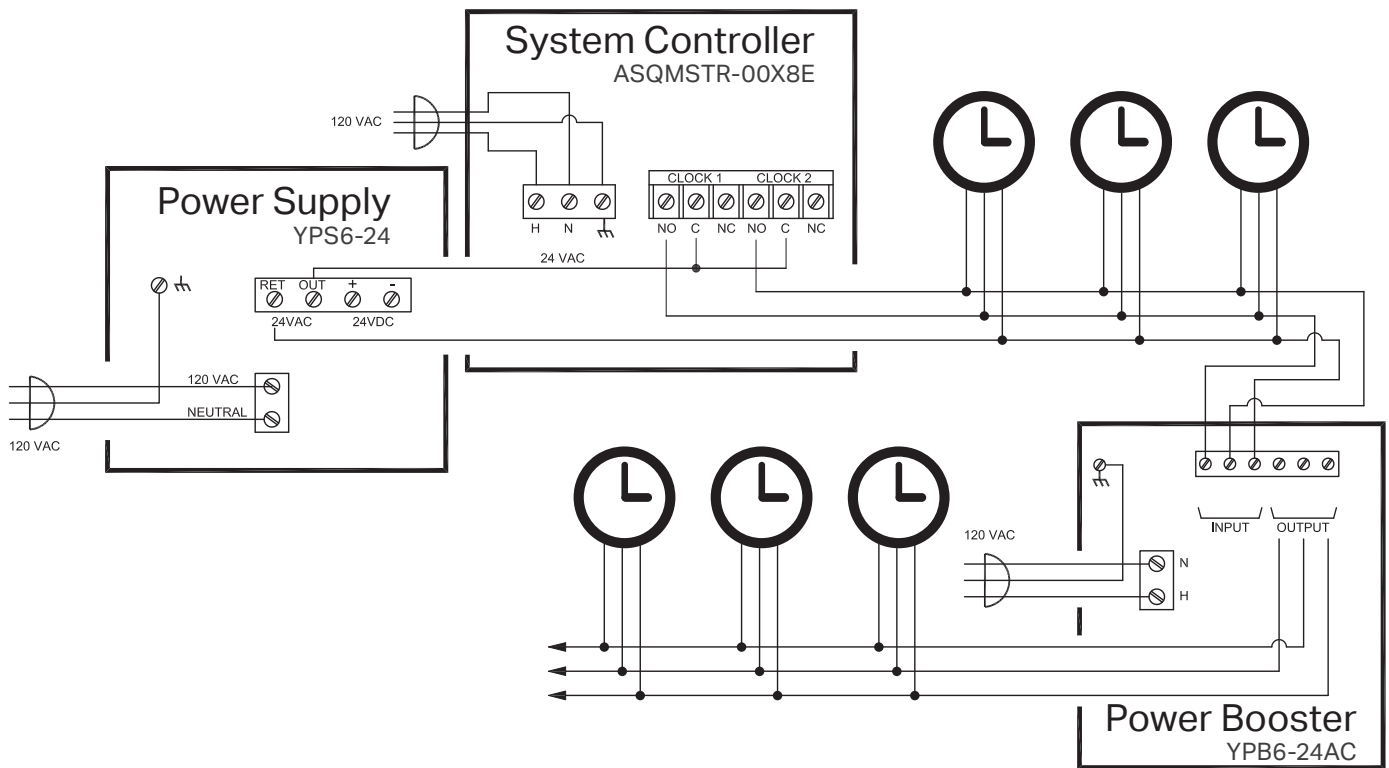 System Controller
ASQMSTR-00X8E
120 VAC
CLOCK 1 CLOCK 2
H N
NO C NC NO C NC
24 VAC
Power Supply
YPS6-24
RET OUT + -
24VAC 24VDC
120 VAC
NEUTRAL
120 VAC
INPUT OUTPUT
120 VAC
N
H
Power Booster
YPB6-24AC